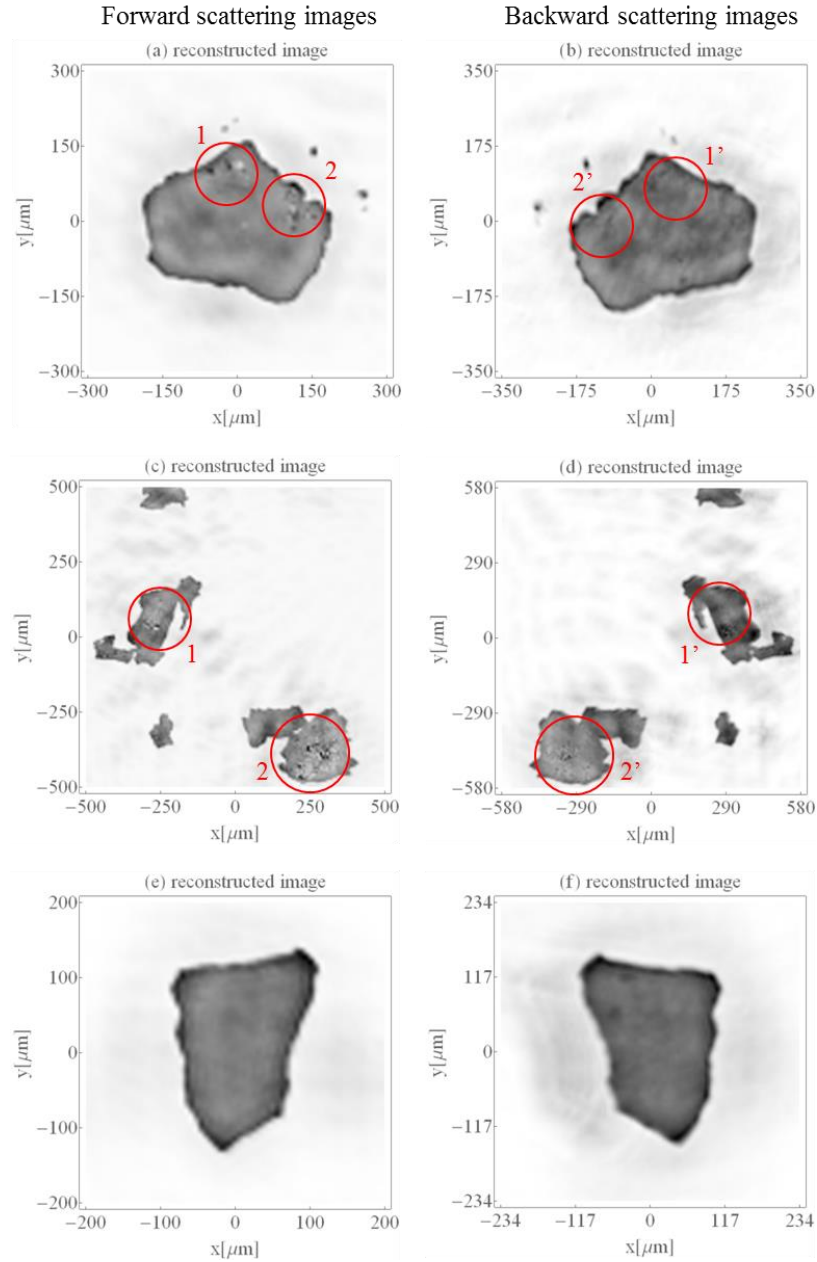 Forward scattering images
Backward scattering images
(a) reconstructed image
300
150
0
−150
−300
y[μm]
−300 −150 0 150 300
x[μm]
1
2
(b) reconstructed image
350
175
0
−175
−350
y[μm]
−350 −175 0 175 350
x[μm]
1’
2’
(c) reconstructed image
500
250
0
−250
−500
y[μm]
−500 −250 0 250 500
x[μm]
1
2
(d) reconstructed image
580
290
0
−290
−580
y[μm]
−580 −290 0 290 580
x[μm]
1’
2’
(e) reconstructed image
200
100
0
−100
−200
y[μm]
−200 −100 0 100 200
x[μm]
(f) reconstructed image
234
117
0
−117
−234
y[μm]
−234 −117 0 117 234
x[μm]